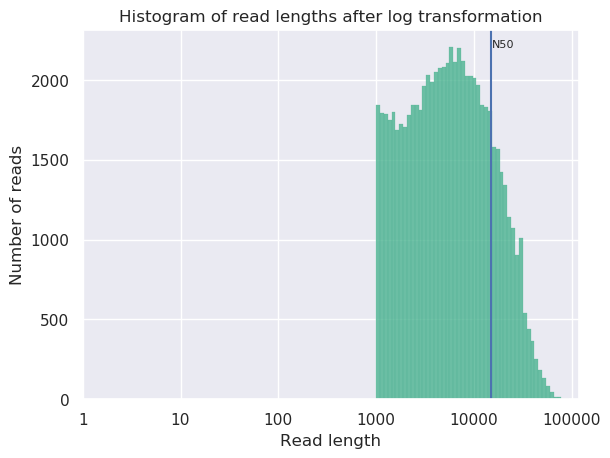 Histogram of read lengths after log transformation
N50
Number of reads
2000
1500
1000
500
0
1 10 100 1000 10000 100000
Read length